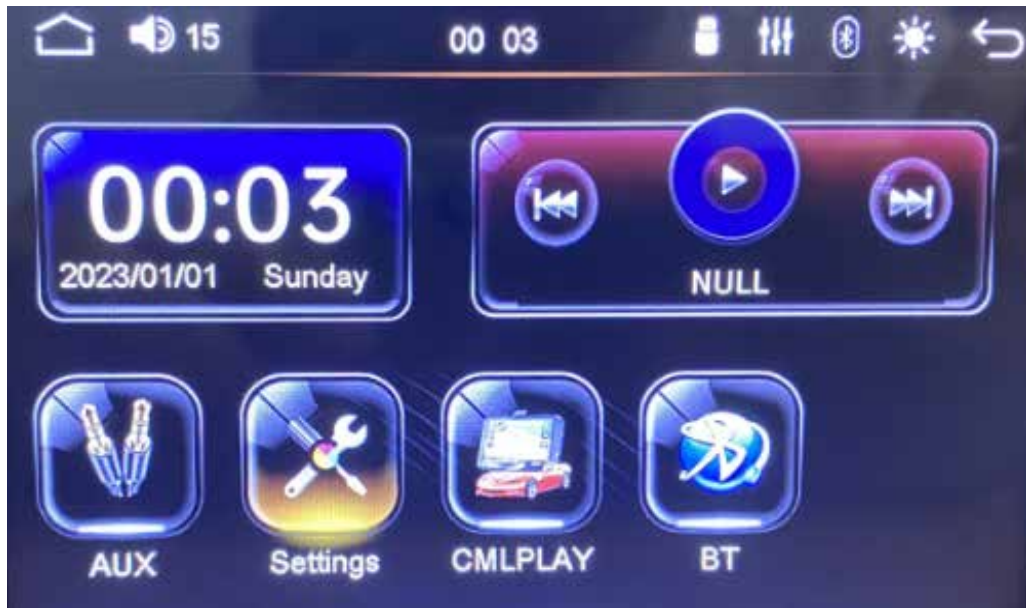 15
00 03
00:03
2023/01/01 Sunday
NULL
AUX
Settings
CMLPLAY
BT